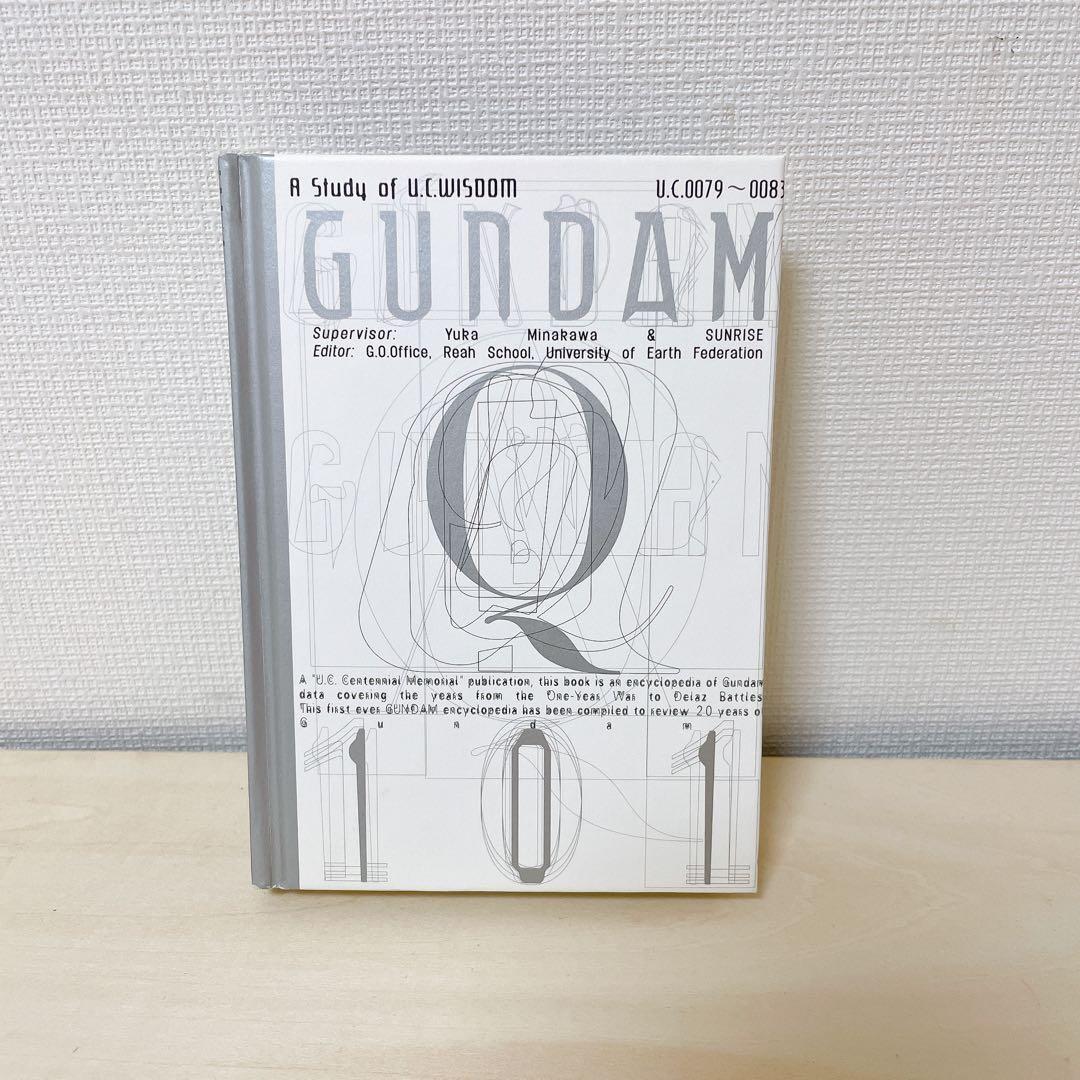 A Study of U.C.WISDOM U.C.0079～0083
GUNDAM
Supervisor: Yuka Minakawa & SUNRISE
Editor: G.O.Office, Reah School, University of Earth Federation
Q
A "U.C. Centennial Memorial" publication, this book is an encyclopedia of Gundam
data covering the years from the One-Year War to Delaz Battles
This first ever GUNDAM encyclopedia has been compiled to review 20 years o
Gundam
101